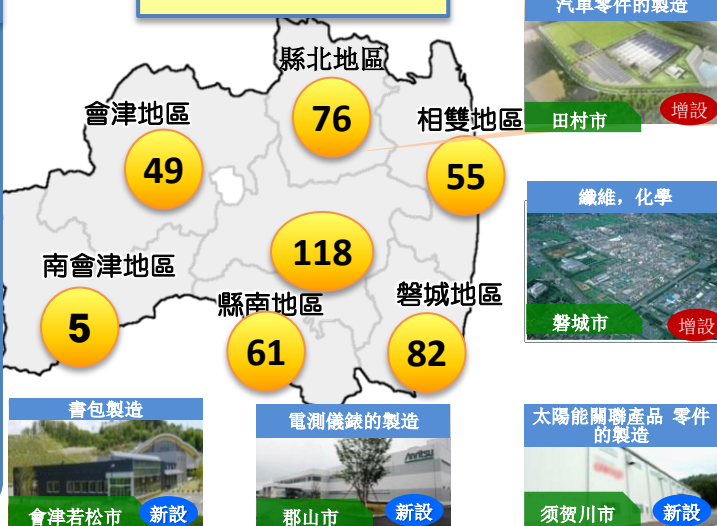 汽車零件的製造
田村市
增設
縣北地區
76
會津地區
49
相雙地區
55
纖維，化學
磐城市
增設
118
南會津地區
5
縣南地區
61
磐城地區
82
書包製造
會津若松市
新設
電測儀錶的製造
Anritsu
郡山市
新設
太陽能關聯產品 零件
的製造
须贺川市
新設